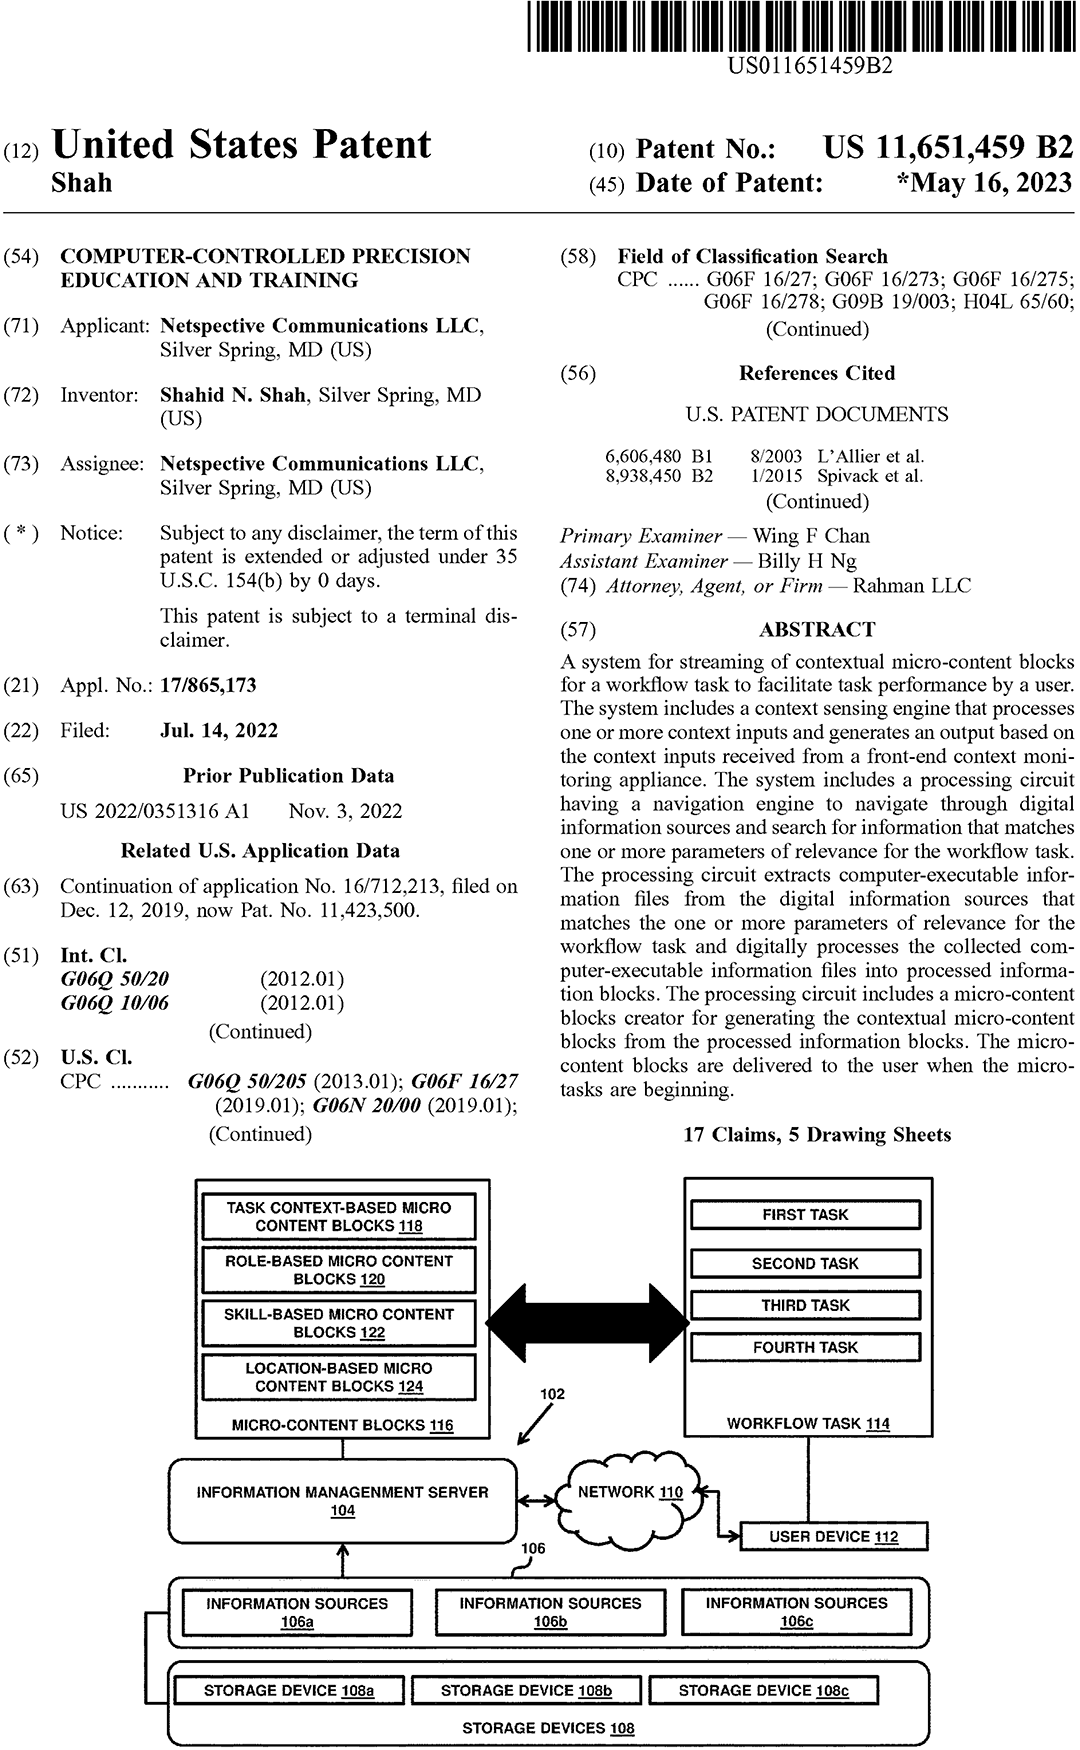 US011651459B2
(12) United States Patent
Shah
(10) Patent No.: US 11,651,459 B2
(45) Date of Patent: *May 16, 2023
(54) COMPUTER-CONTROLLED PRECISION
EDUCATION AND TRAINING
(71) Applicant: Netspective Communications LLC,
Silver Spring, MD (US)
(72) Inventor: Shahid N. Shah, Silver Spring, MD
(US)
(73) Assignee: Netspective Communications LLC,
Silver Spring, MD (US)
( * ) Notice: Subject to any disclaimer, the term of this
patent is extended or adjusted under 35
U.S.C. 154(b) by 0 days.
This patent is subject to a terminal dis-
claimer.
(21) Appl. No.: 17/865,173
(22) Filed: Jul. 14, 2022
(65) Prior Publication Data
US 2022/0351316 A1 Nov. 3, 2022
Related U.S. Application Data
(63) Continuation of application No. 16/712,213, filed on
Dec. 12, 2019, now Pat. No. 11,423,500.
(51) Int. Cl.
G06Q 50/20 (2012.01)
G06Q 10/06 (2012.01)
(Continued)
(52) U.S. Cl.
CPC ........... G06Q 50/205 (2013.01); G06F 16/27
(2019.01); G06N 20/00 (2019.01);
(Continued)
(58) Field of Classification Search
CPC ...... G06F 16/27; G06F 16/273; G06F 16/275;
G06F 16/278; G09B 19/003; H04L 65/60;
(Continued)
(56) References Cited
U.S. PATENT DOCUMENTS
6,606,480 B1 8/2003 L'Allier et al.
8,938,450 B2 1/2015 Spivack et al.
(Continued)
Primary Examiner — Wing F Chan
Assistant Examiner — Billy H Ng
(74) Attorney, Agent, or Firm — Rahman LLC
(57) ABSTRACT
A system for streaming of contextual micro-content blocks
for a workflow task to facilitate task performance by a user.
The system includes a context sensing engine that processes
one or more context inputs and generates an output based on
the context inputs received from a front-end context moni-
toring appliance. The system includes a processing circuit
having a navigation engine to navigate through digital
information sources and search for information that matches
one or more parameters of relevance for the workflow task.
The processing circuit extracts computer-executable infor-
mation files from the digital information sources that
matches the one or more parameters of relevance for the
workflow task and digitally processes the collected com-
puter-executable information files into processed informa-
tion blocks. The processing circuit includes a micro-content
blocks creator for generating the contextual micro-content
blocks from the processed information blocks. The micro-
content blocks are delivered to the user when the micro-
tasks are beginning.
17 Claims, 5 Drawing Sheets
TASK CONTEXT-BASED MICRO
CONTENT BLOCKS 118
ROLE-BASED MICRO CONTENT
BLOCKS 120
SKILL-BASED MICRO CONTENT
BLOCKS 122
LOCATION-BASED MICRO
CONTENT BLOCKS 124
MICRO-CONTENT BLOCKS 116
FIRST TASK
SECOND TASK
THIRD TASK
FOURTH TASK
WORKFLOW TASK 114
102
INFORMATION MANAGENMENT SERVER
104
NETWORK 110
USER DEVICE 112
106
INFORMATION SOURCES
106a
INFORMATION SOURCES
106b
INFORMATION SOURCES
106c
STORAGE DEVICE 108a
STORAGE DEVICE 108b
STORAGE DEVICE 108c
STORAGE DEVICES 108